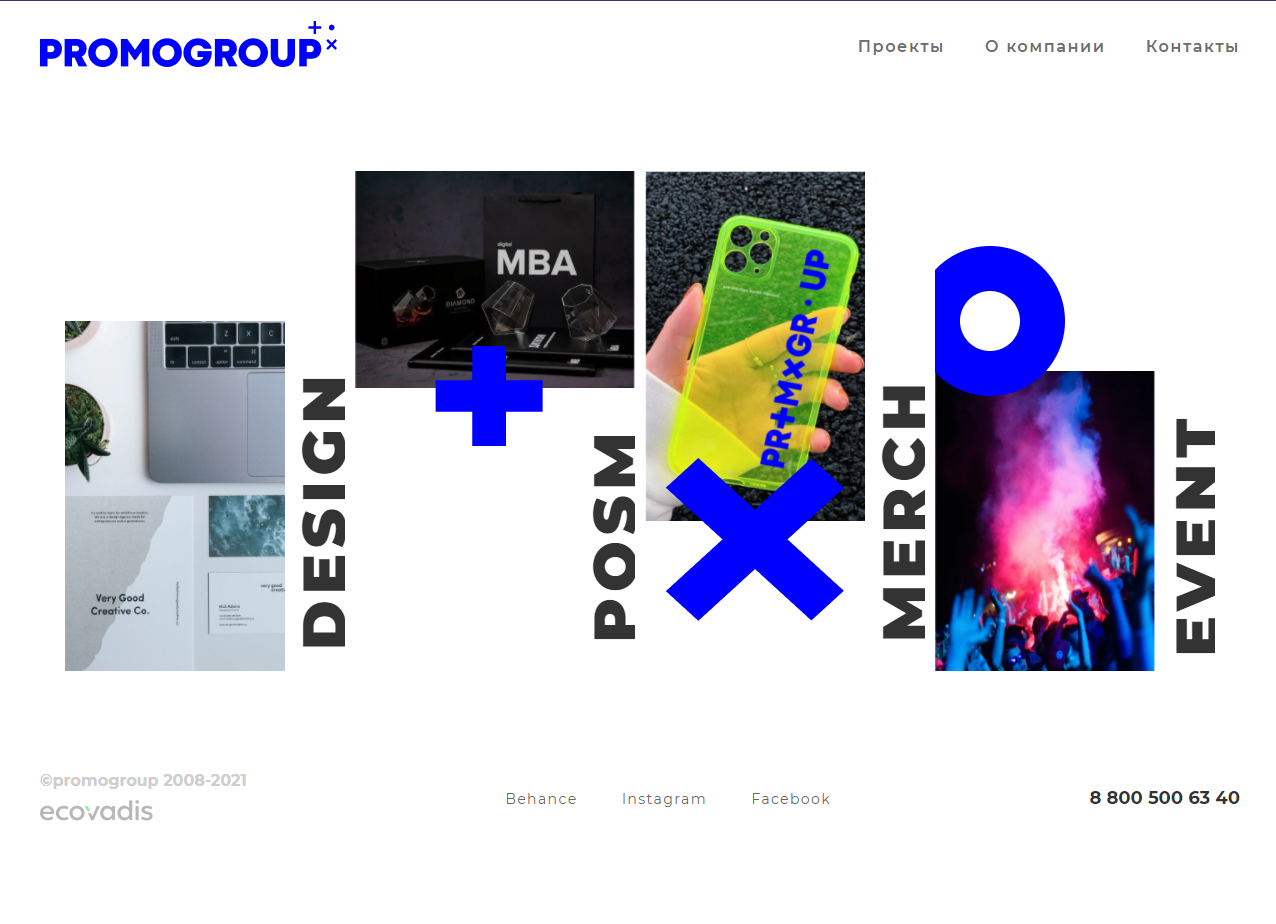 PROMOGROUP
Проекты
О компании
Контакты
Very Good
Creative Co.
DESIGN
digital
MBA
DIAMOND
POSM
PR+M×GR·UP
MERCH
EVENT
©promogroup 2008-2021
ecovadis
Behance
Instagram
Facebook
8 800 500 63 40